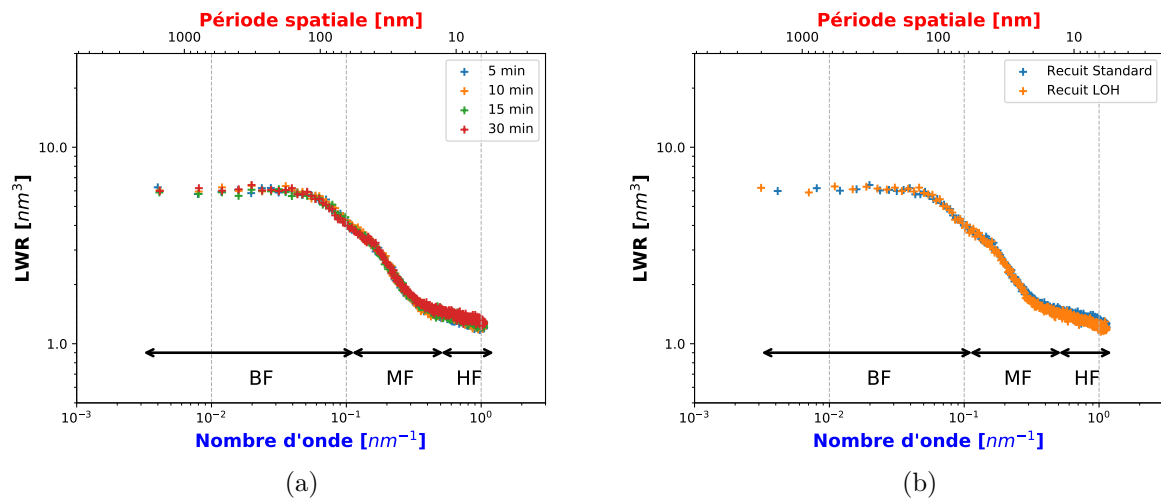 Période spatiale [nm]
1000 100 10
5 min
10 min
15 min
30 min
10.0
1.0
LWR [nm³]
BF MF HF
10⁻³ 10⁻² 10⁻¹ 10⁰
Nombre d'onde [nm⁻¹]
(a)
Période spatiale [nm]
1000 100 10
Recuit Standard
Recuit LOH
10.0
1.0
LWR [nm³]
BF MF HF
10⁻³ 10⁻² 10⁻¹ 10⁰
Nombre d'onde [nm⁻¹]
(b)